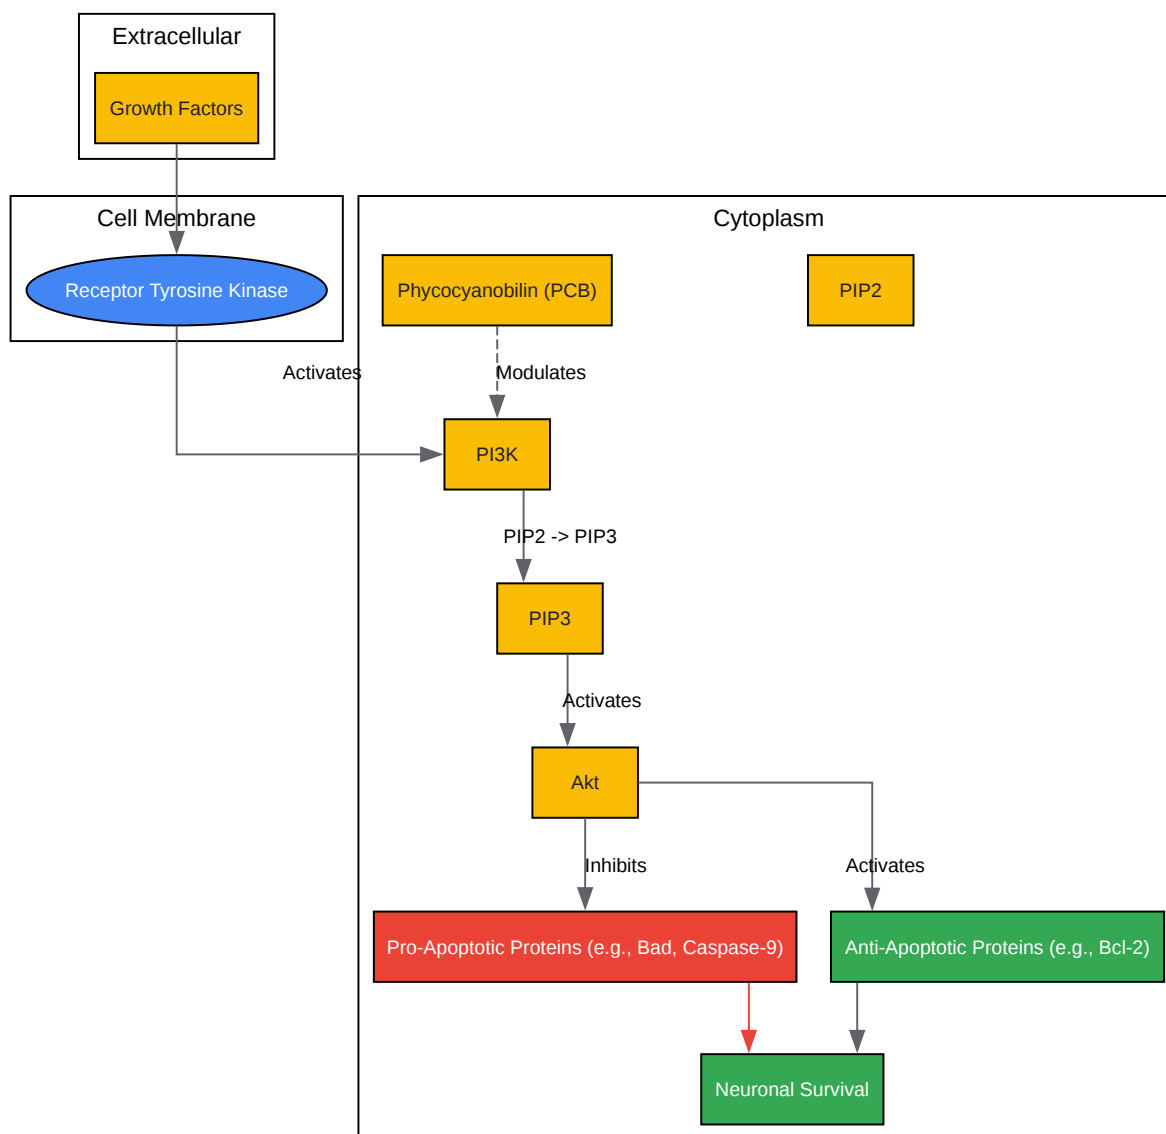 Extracellular
Growth Factors
Cell Membrane
Cytoplasm
Receptor Tyrosine Kinase
Phycocyanobilin (PCB)
PIP2
Activates
Modulates
PI3K
PIP2 -> PIP3
PIP3
Activates
Akt
Inhibits
Activates
Pro-Apoptotic Proteins (e.g., Bad, Caspase-9)
Anti-Apoptotic Proteins (e.g., Bcl-2)
Neuronal Survival